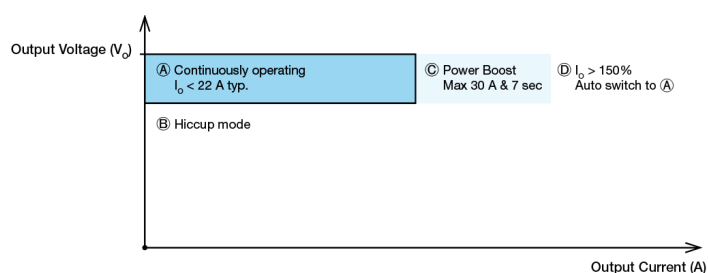 Output Voltage (Vo)
Ⓐ Continuously operating
Io < 22 A typ.
Ⓒ Power Boost
Max 30 A & 7 sec
Ⓓ Io > 150%
Auto switch to Ⓐ
Ⓑ Hiccup mode
Output Current (A)